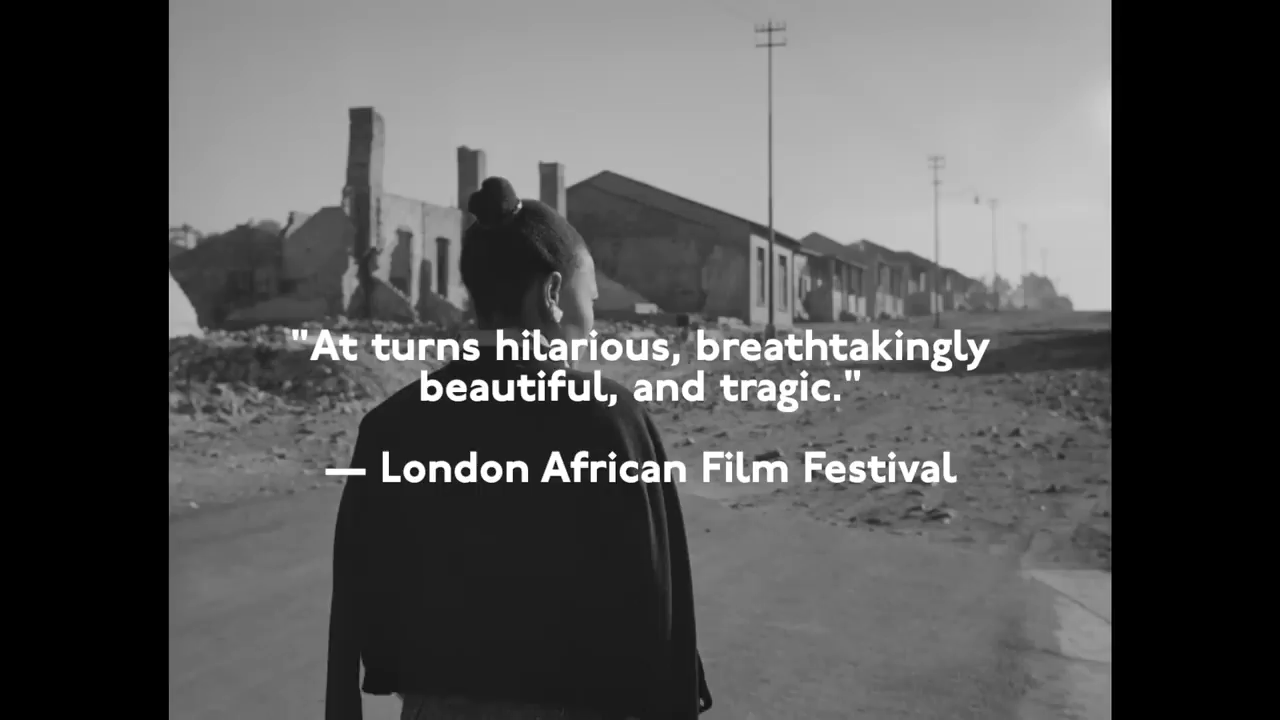 "At turns hilarious, breathtakingly
beautiful, and tragic."
— London African Film Festival